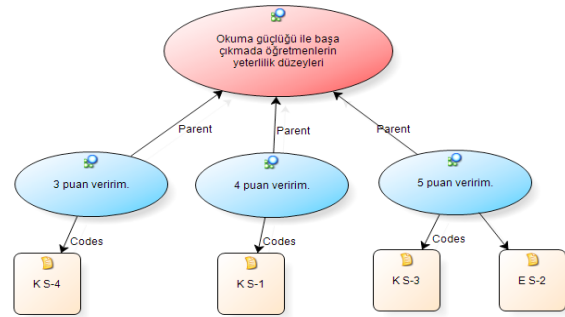 Okuma güçlüğü ile başa
çıkmada öğretmenlerin
yeterlilik düzeyleri
Parent
Parent
Parent
3 puan veririm.
4 puan veririm.
5 puan veririm.
Codes
Codes
Codes
K S-4
K S-1
K S-3
E S-2